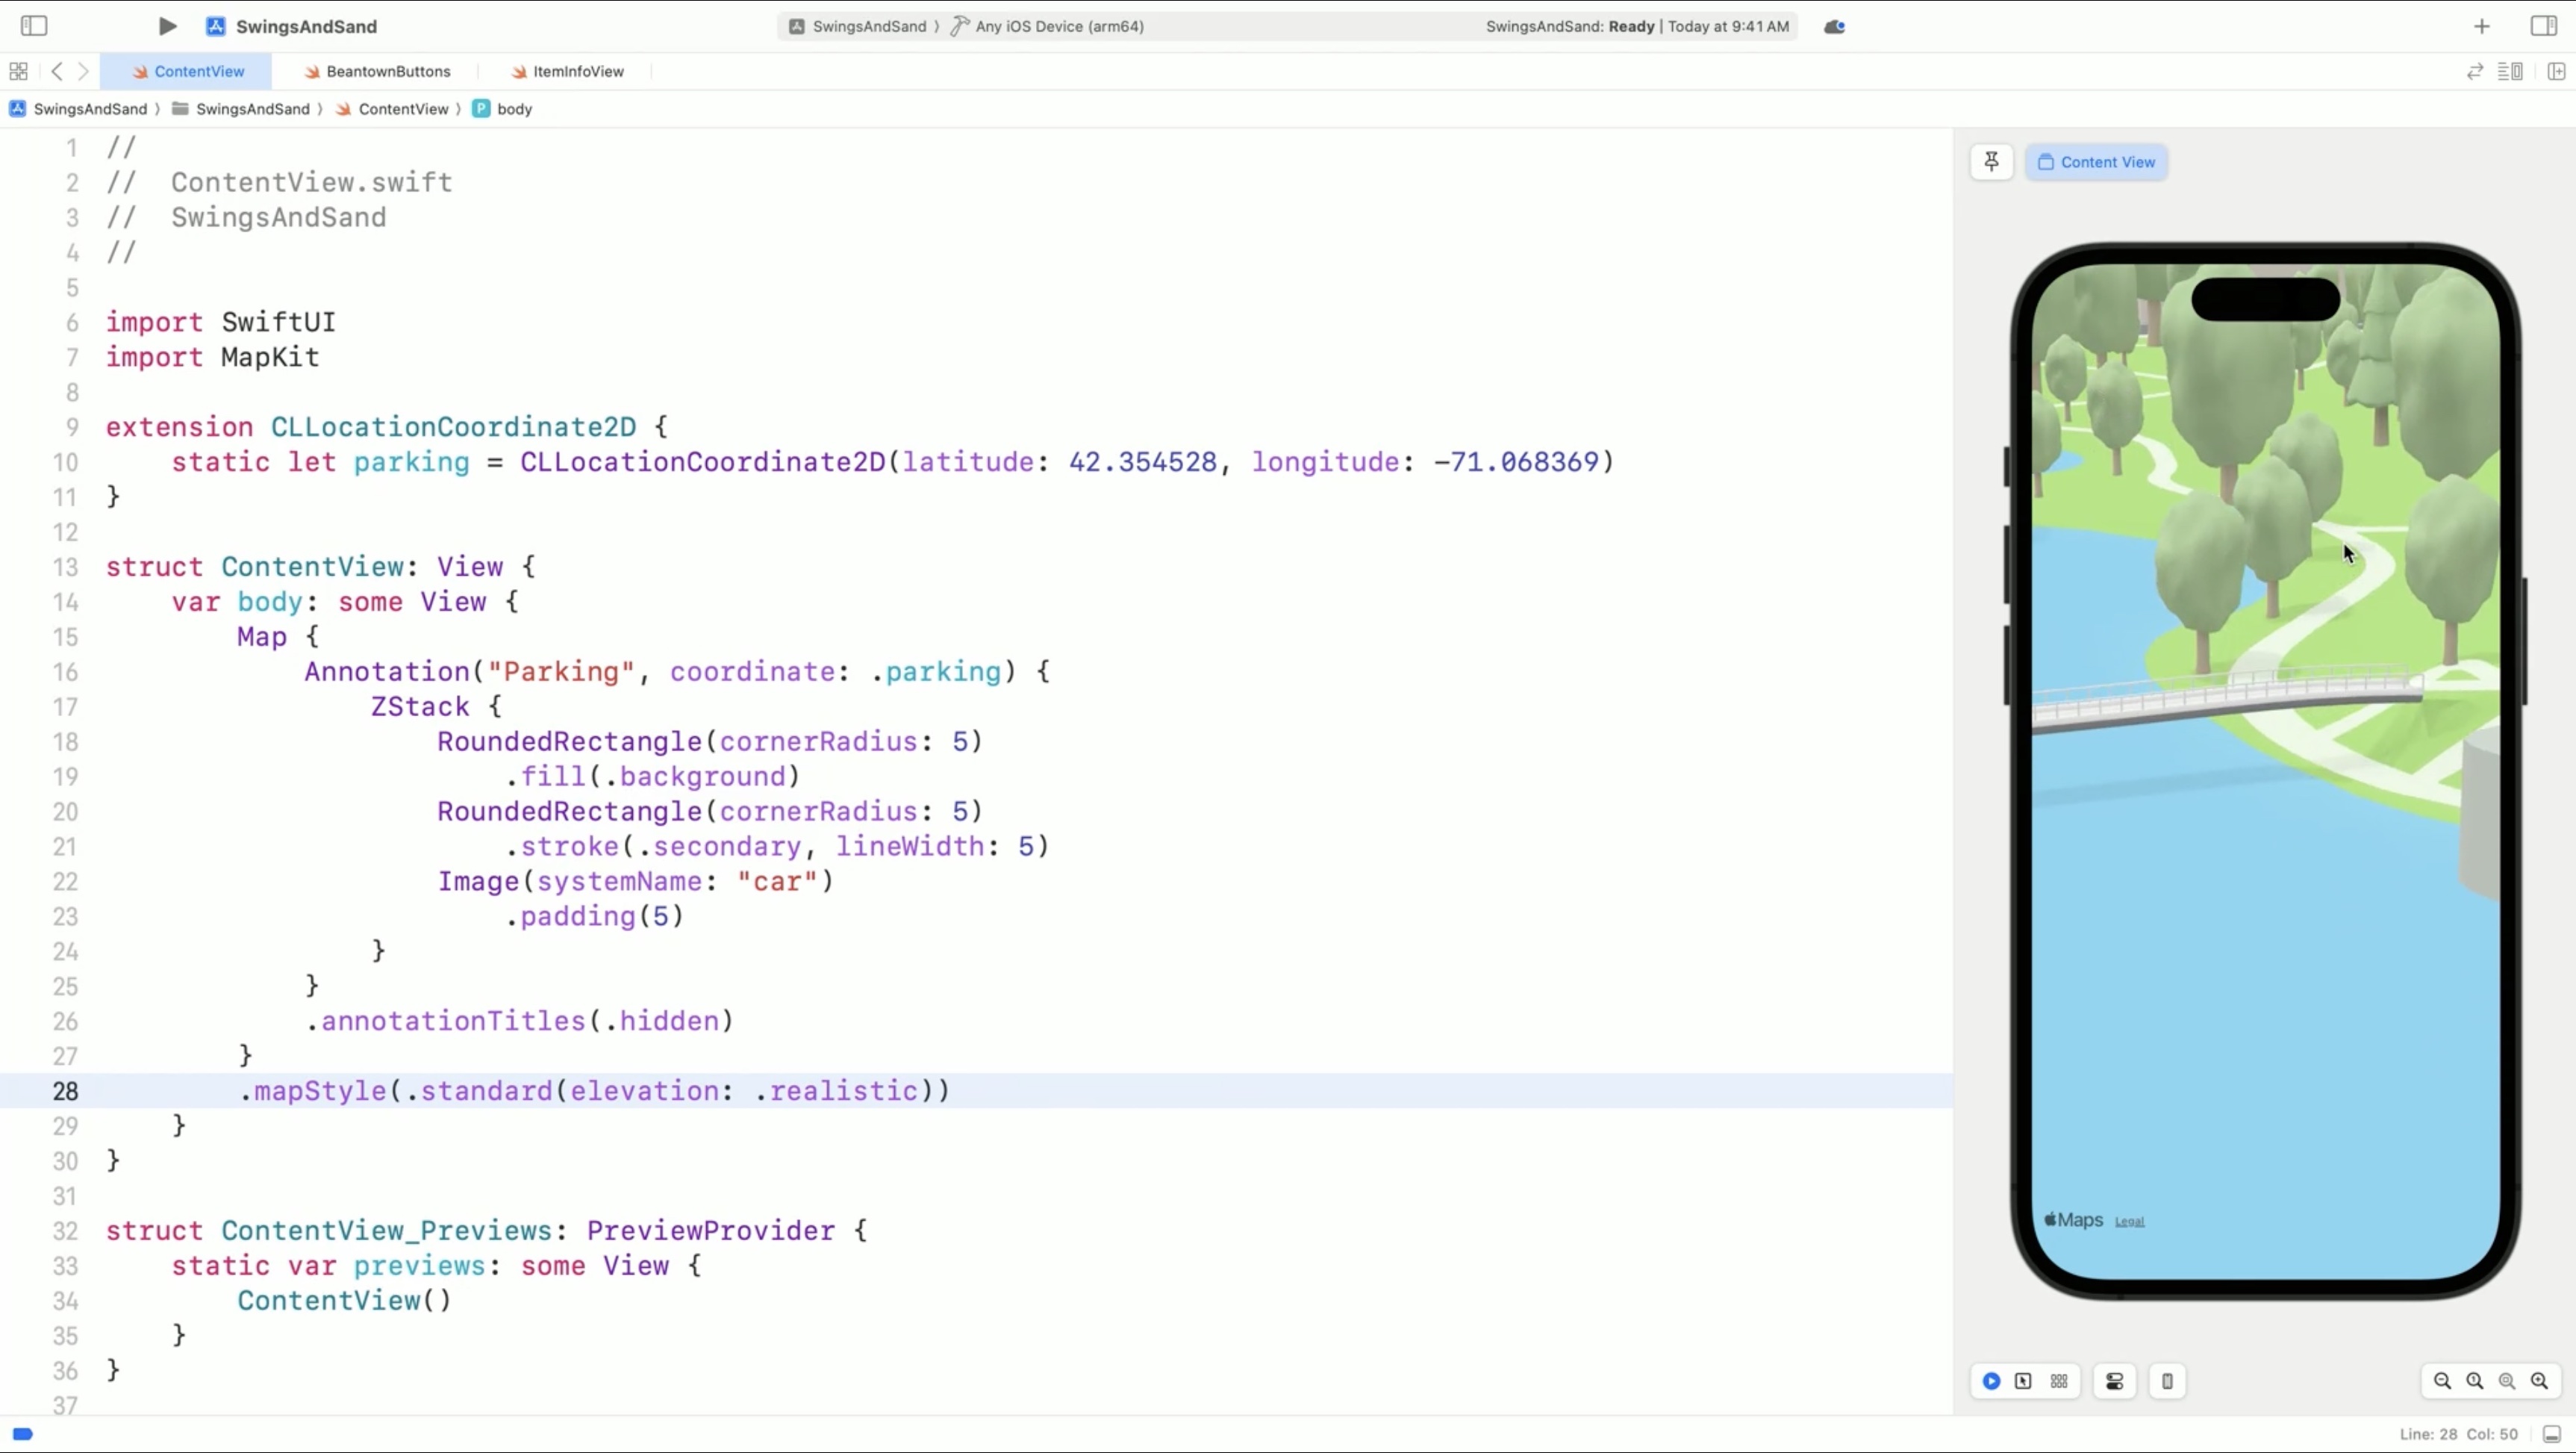 SwingsAndSand
SwingsAndSand 〉 Any iOS Device (arm64)
SwingsAndSand: Ready | Today at 9:41 AM
ContentView
BeantownButtons
ItemInfoView
SwingsAndSand 〉 SwingsAndSand 〉 ContentView 〉 P body
1 //
2 //  ContentView.swift
3 //  SwingsAndSand
4 //
5
6 import SwiftUI
7 import MapKit
8
9 extension CLLocationCoordinate2D {
10     static let parking = CLLocationCoordinate2D(latitude: 42.354528, longitude: -71.068369)
11 }
12
13 struct ContentView: View {
14     var body: some View {
15         Map {
16             Annotation("Parking", coordinate: .parking) {
17                 ZStack {
18                     RoundedRectangle(cornerRadius: 5)
19                         .fill(.background)
20                     RoundedRectangle(cornerRadius: 5)
21                         .stroke(.secondary, lineWidth: 5)
22                     Image(systemName: "car")
23                         .padding(5)
24                 }
25             }
26             .annotationTitles(.hidden)
27         }
28         .mapStyle(.standard(elevation: .realistic))
29     }
30 }
31
32 struct ContentView_Previews: PreviewProvider {
33     static var previews: some View {
34         ContentView()
35     }
36 }
37
Content View
Maps Legal
Line: 28 Col: 50